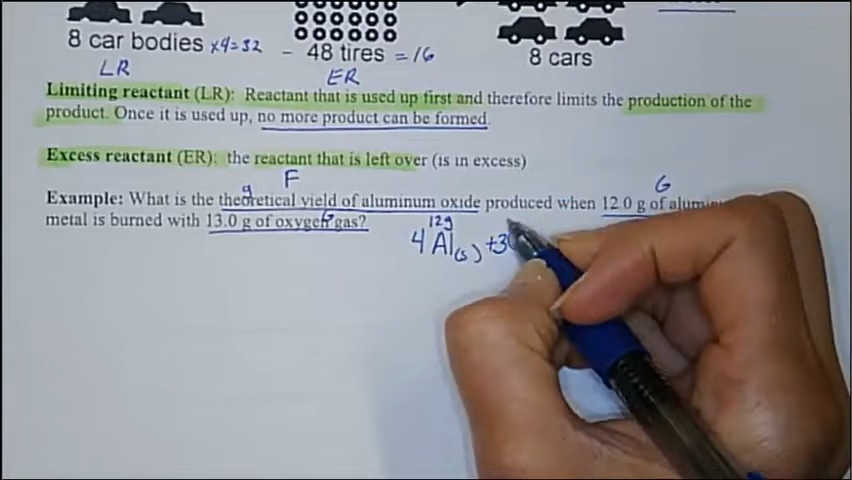 8 car bodies ×4=32 - 48 tires = 16
8 cars
LR ER
Limiting reactant (LR): Reactant that is used up first and therefore limits the production of the
product. Once it is used up, no more product can be formed.
Excess reactant (ER): the reactant that is left over (is in excess)
g F G
Example: What is the theoretical yield of aluminum oxide produced when 12.0 g of
metal is burned with 13.0 g of oxygen gas?
12g
4 Al(s) +3